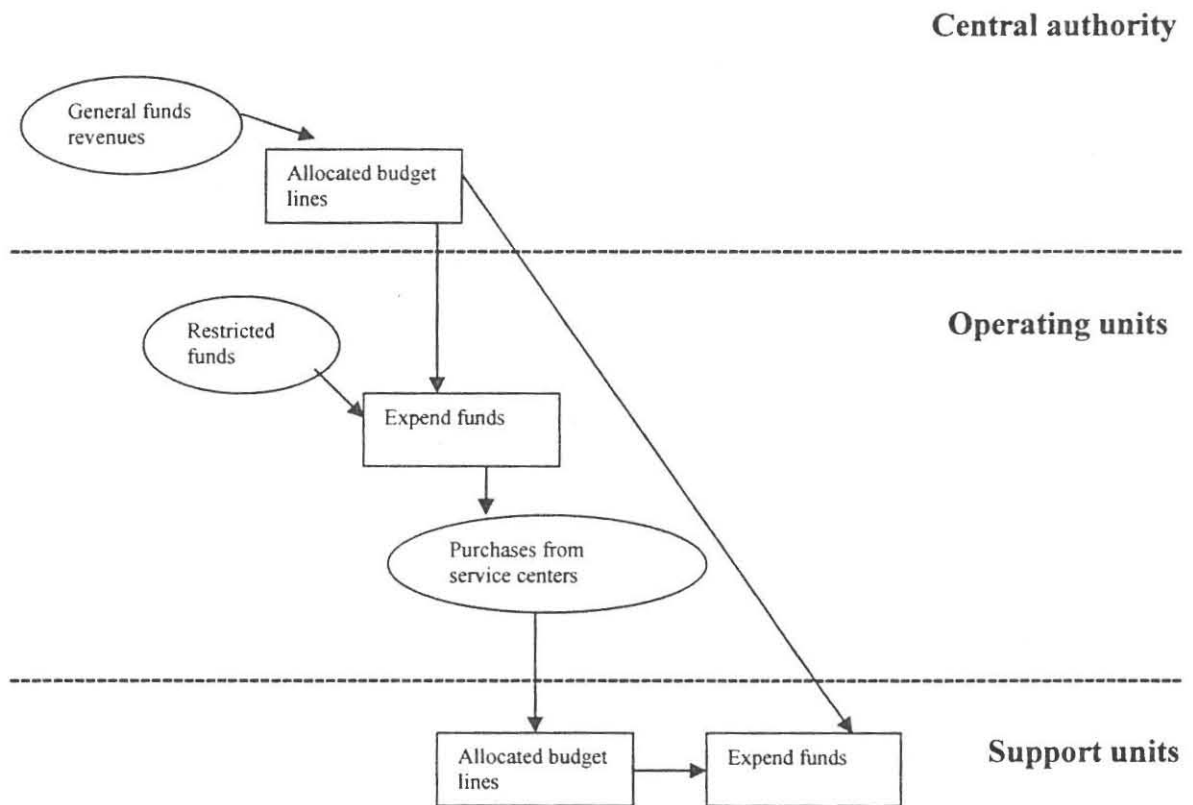 Central authority
General funds
revenues
Allocated budget
lines
Operating units
Restricted
funds
Expend funds
Purchases from
service centers
Support units
Allocated budget
lines
Expend funds